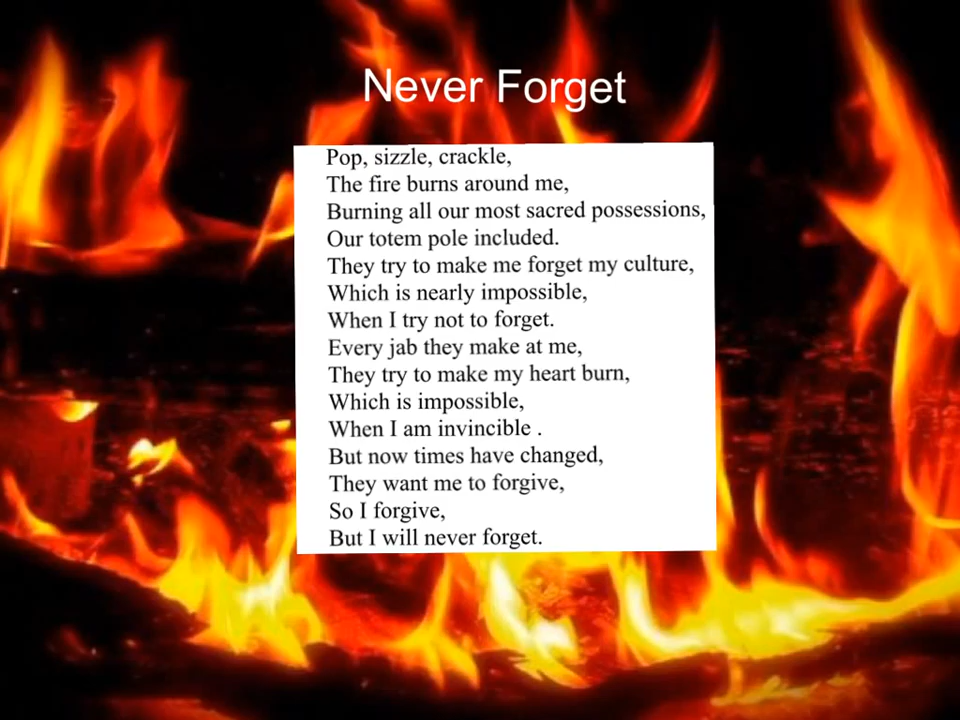 Never Forget
Pop, sizzle, crackle,
The fire burns around me,
Burning all our most sacred possessions,
Our totem pole included.
They try to make me forget my culture,
Which is nearly impossible,
When I try not to forget.
Every jab they make at me,
They try to make my heart burn,
Which is impossible,
When I am invincible .
But now times have changed,
They want me to forgive,
So I forgive,
But I will never forget.